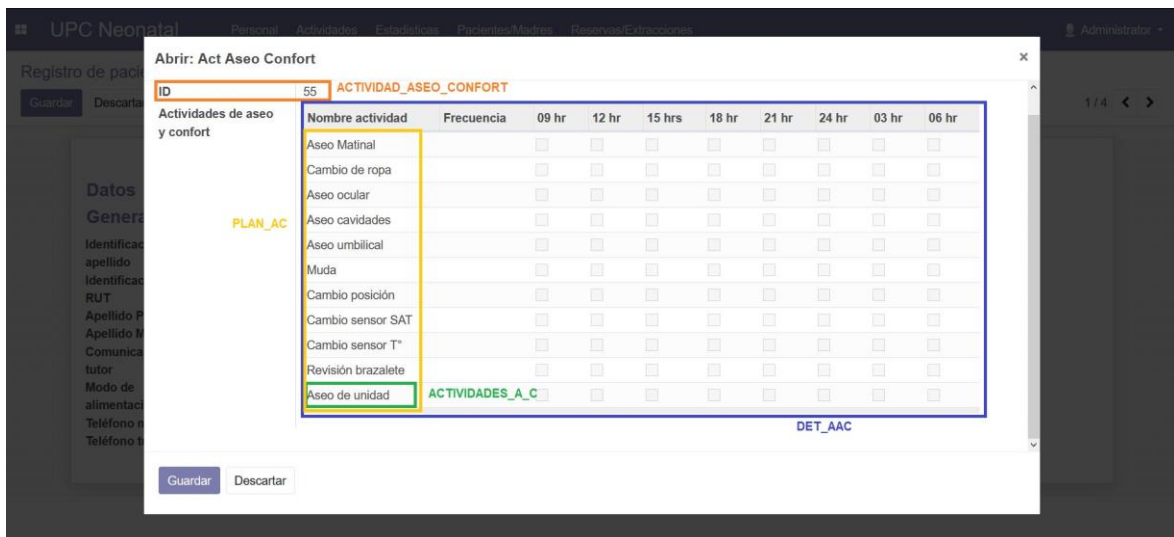 UPC Neonatal Personal Actividades Estadísticas Pacientes/Madres Reservas/Extracciones Administrator
Abrir: Act Aseo Confort ×
Registro de pacie
Guardar Descarta 1 / 4
ID 55 ACTIVIDAD_ASEO_CONFORT
Actividades de aseo
y confort
Nombre actividad Frecuencia 09 hr 12 hr 15 hrs 18 hr 21 hr 24 hr 03 hr 06 hr
Aseo Matinal
Cambio de ropa
Aseo ocular
Aseo cavidades
Aseo umbilical
Muda
Cambio posición
Cambio sensor SAT
Cambio sensor T°
Revisión brazalete
Aseo de unidad
PLAN_AC
ACTIVIDADES_A_C
DET_AAC
Datos
Genera
Identificac
apellido
Identificac
RUT
Apellido P
Apellido M
Comunica
tutor
Modo de
alimentaci
Teléfono m
Teléfono t
Guardar Descartar